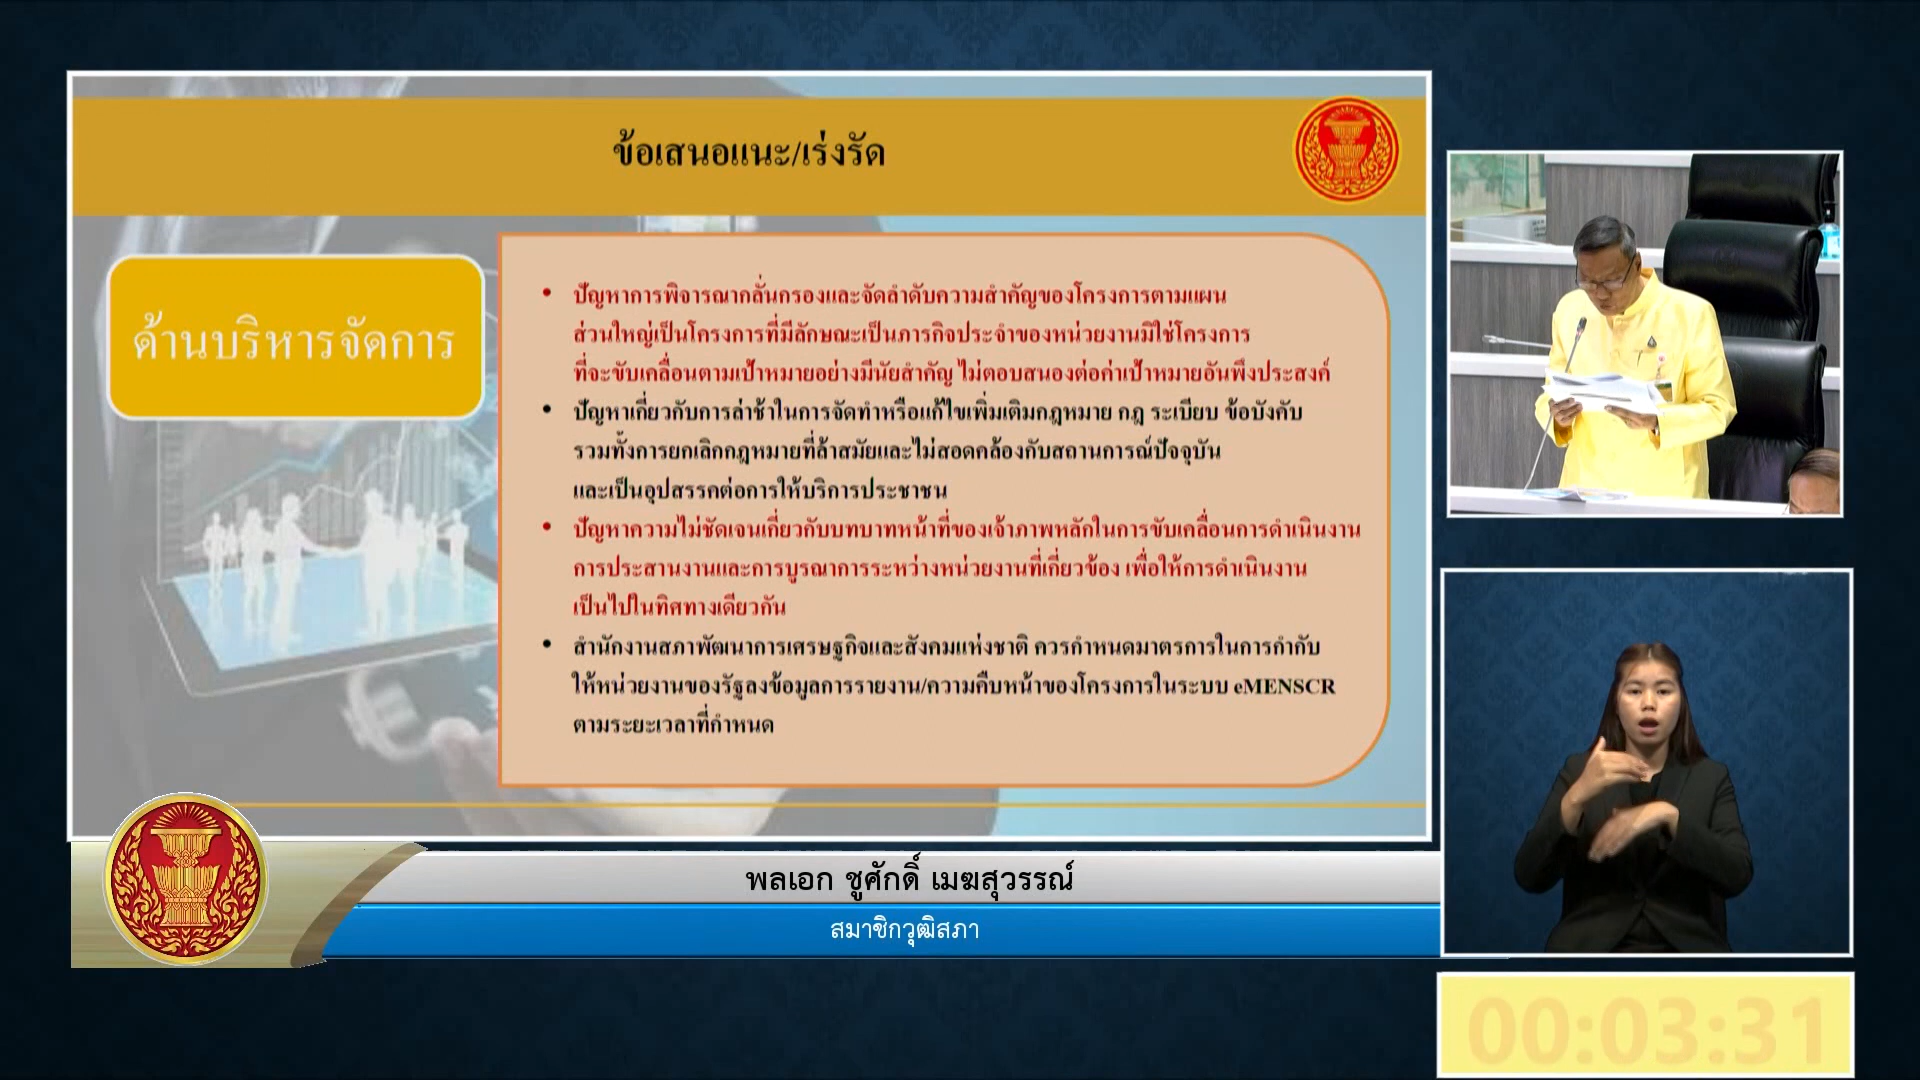 ข้อเสนอแนะ/เร่งรัด
ด้านบริหารจัดการ
• ปัญหาการพิจารณากลั่นกรองและจัดลำดับความสำคัญของโครงการตามแผน
ส่วนใหญ่เป็นโครงการที่มีลักษณะเป็นภารกิจประจำของหน่วยงานมิใช่โครงการ
ที่จะขับเคลื่อนตามเป้าหมายอย่างมีนัยสำคัญ ไม่ตอบสนองต่อค่าเป้าหมายอันพึงประสงค์
• ปัญหาเกี่ยวกับการล่าช้าในการจัดทำหรือแก้ไขเพิ่มเติมกฎหมาย กฎ ระเบียบ ข้อบังคับ
รวมทั้งการยกเลิกกฎหมายที่ล้าสมัยและไม่สอดคล้องกับสถานการณ์ปัจจุบัน
และเป็นอุปสรรคต่อการให้บริการประชาชน
• ปัญหาความไม่ชัดเจนเกี่ยวกับบทบาทหน้าที่ของเจ้าภาพหลักในการขับเคลื่อนการดำเนินงาน
การประสานงานและการบูรณาการระหว่างหน่วยงานที่เกี่ยวข้อง เพื่อให้การดำเนินงาน
เป็นไปในทิศทางเดียวกัน
• สำนักงานสภาพัฒนาการเศรษฐกิจและสังคมแห่งชาติ ควรกำหนดมาตรการในการกำกับ
ให้หน่วยงานของรัฐลงข้อมูลการรายงาน/ความคืบหน้าของโครงการในระบบ eMENSCR
ตามระยะเวลาที่กำหนด
พลเอก ชูศักดิ์ เมฆสุวรรณ์
สมาชิกวุฒิสภา
00:03:31